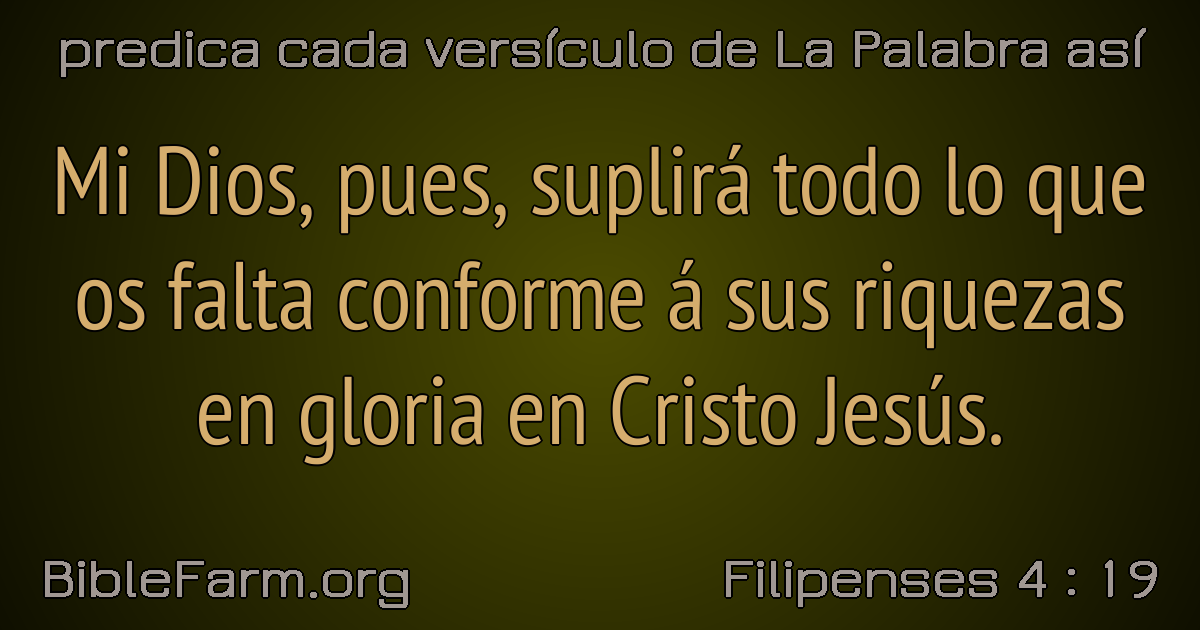 predica cada versículo de La Palabra así
Mi Dios, pues, suplirá todo lo que
os falta conforme á sus riquezas
en gloria en Cristo Jesús.
BibleFarm.org
Filipenses 4 : 19